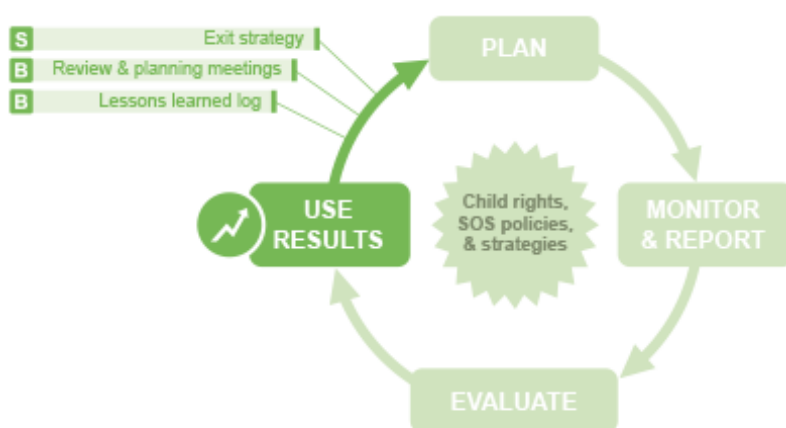 S Exit strategy
B Review & planning meetings
B Lessons learned log
PLAN
USE
RESULTS
Child rights,
SOS policies,
& strategies
MONITOR
& REPORT
EVALUATE